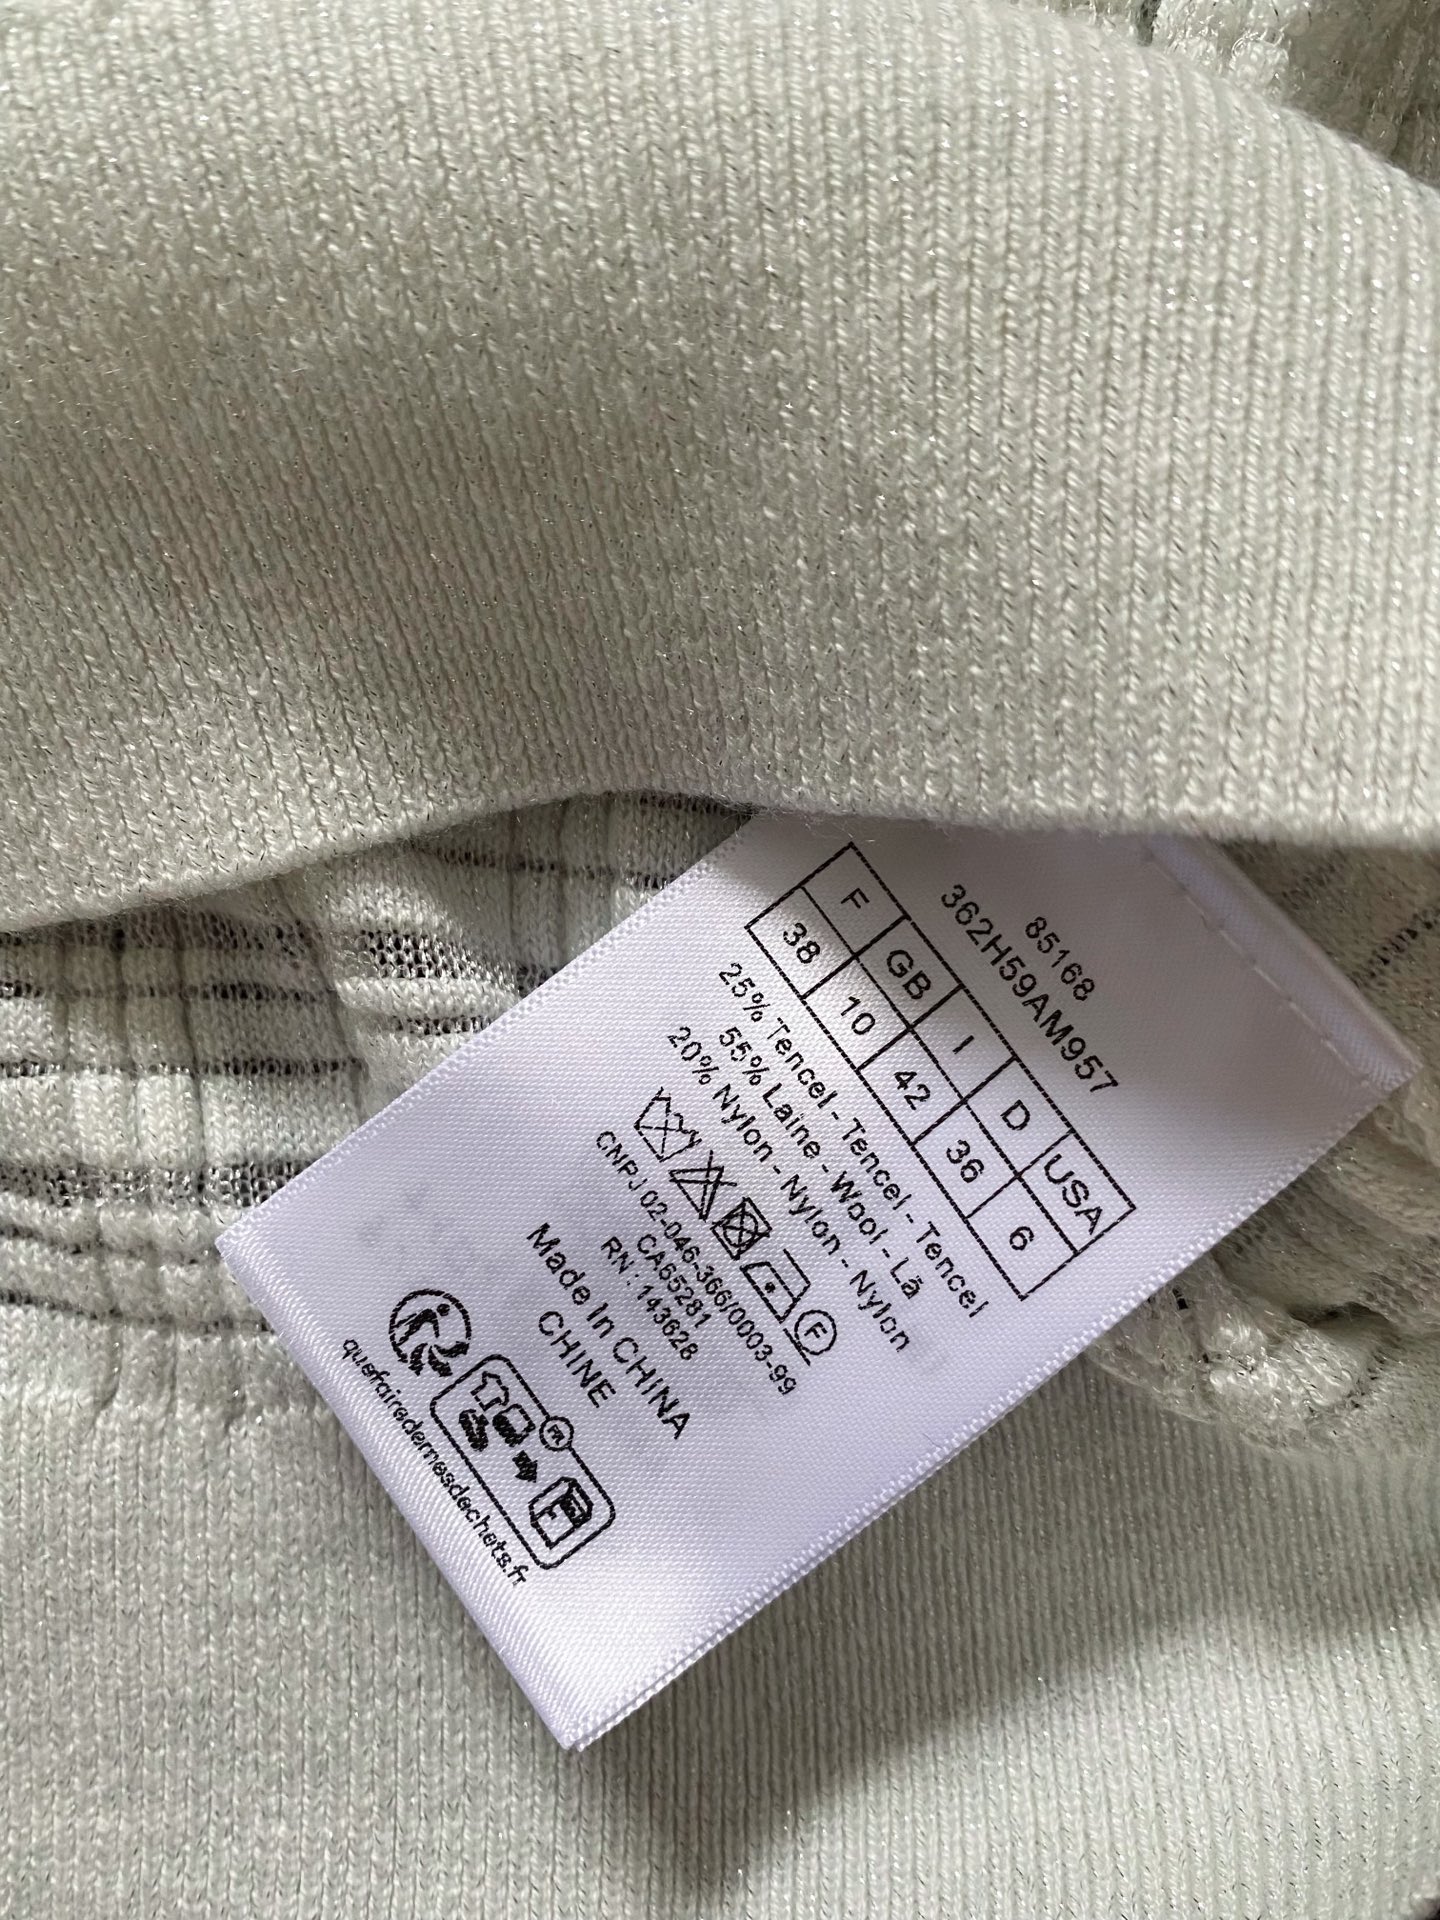 85168
362H59AM957
F GB I D USA
38 10 42 36 6
25% Tencel - Tencel - Tencel
55% Laine - Wool - Lã
20% Nylon - Nylon - Nylon
F
CNPJ 02-046-366/0003-99
CA65281
RN : 143628
Made In CHINA
CHINE
FR
quefairedemesdechets.fr